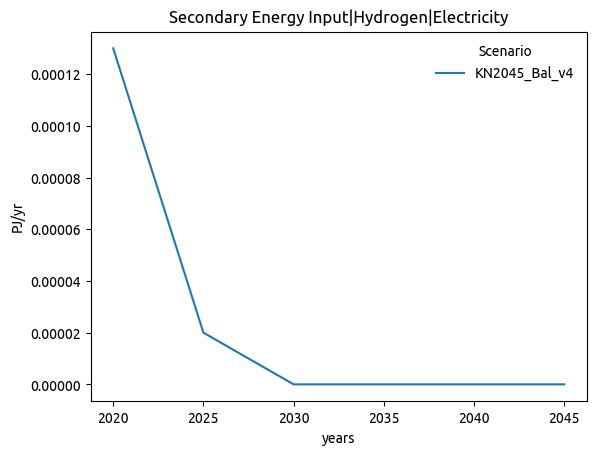 Secondary Energy Input|Hydrogen|Electricity
Scenario
KN2045_Bal_v4
0.00012
0.00010
0.00008
0.00006
0.00004
0.00002
0.00000
PJ/yr
2020 2025 2030 2035 2040 2045
years